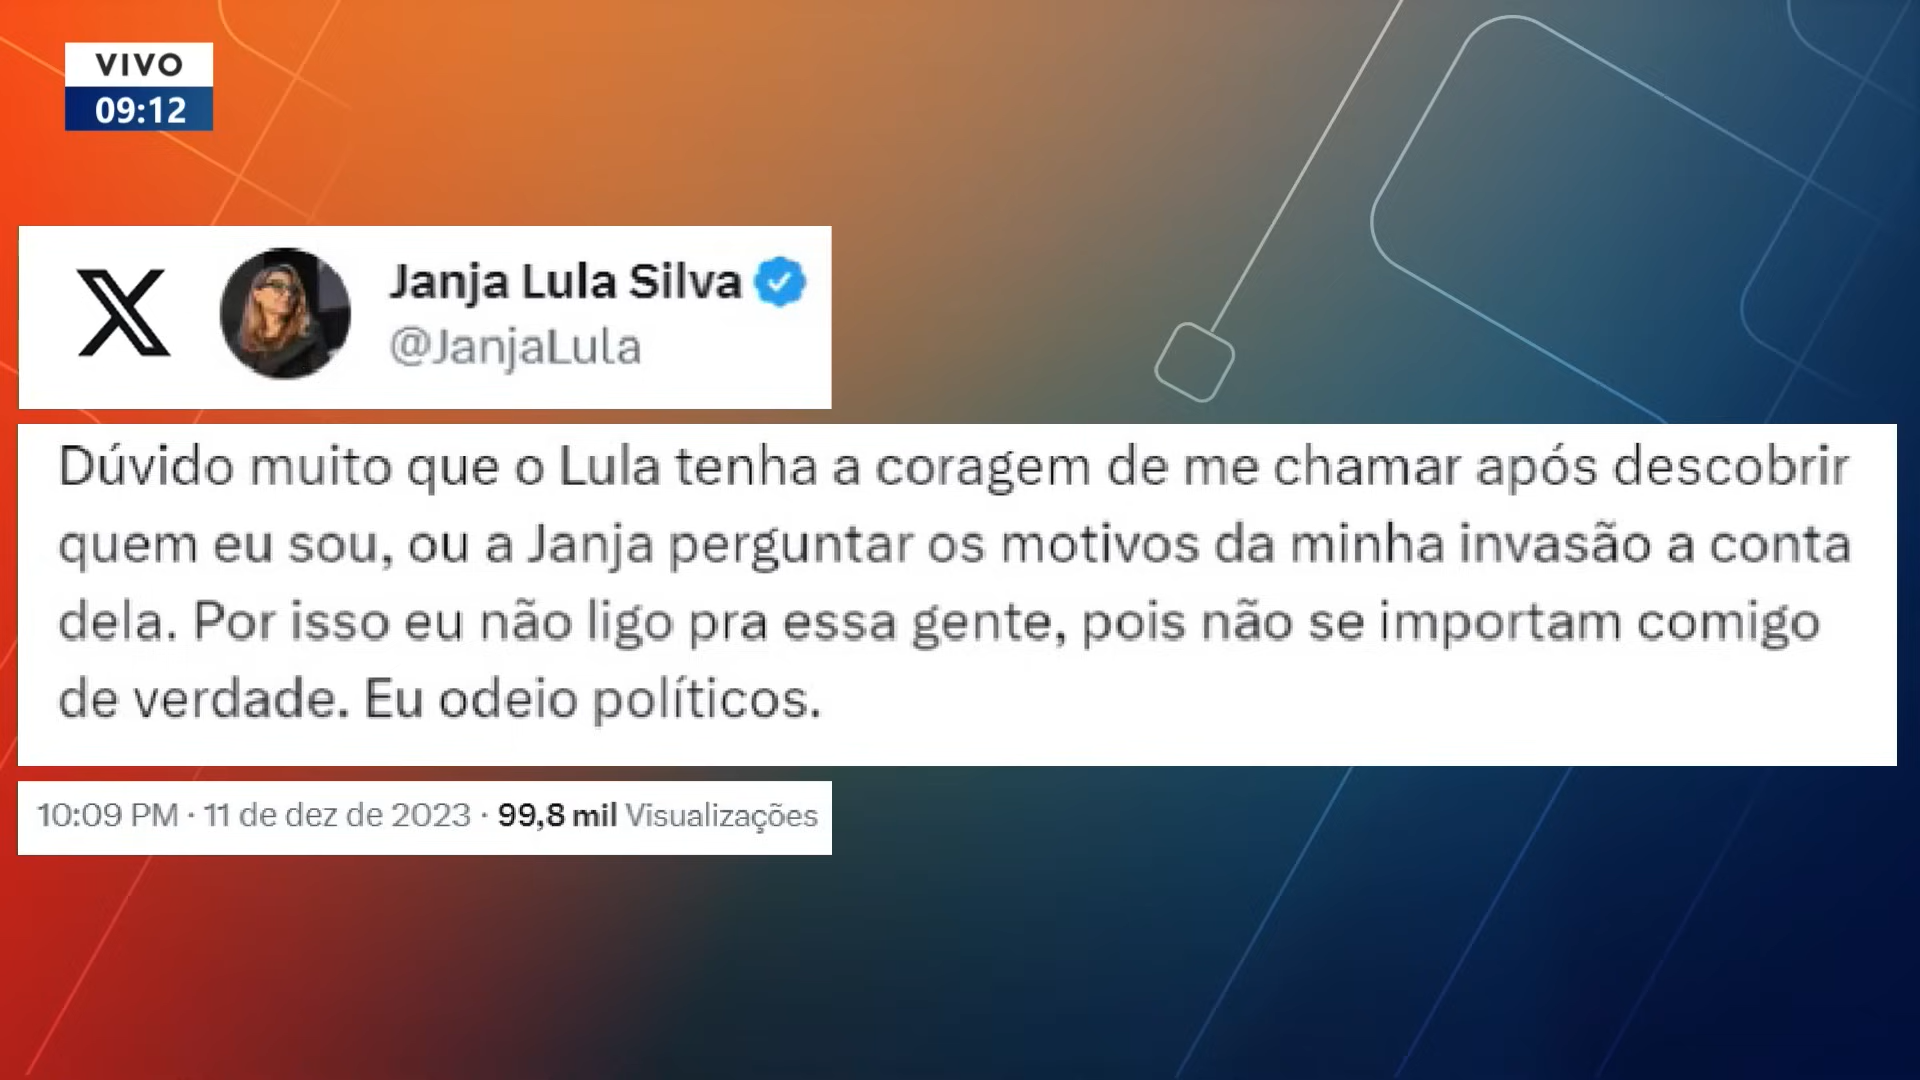 VIVO
09:12
Janja Lula Silva
@JanjaLula
Dúvido muito que o Lula tenha a coragem de me chamar após descobrir
quem eu sou, ou a Janja perguntar os motivos da minha invasão a conta
dela. Por isso eu não ligo pra essa gente, pois não se importam comigo
de verdade. Eu odeio políticos.
10:09 PM · 11 de dez de 2023 · 99,8 mil Visualizações